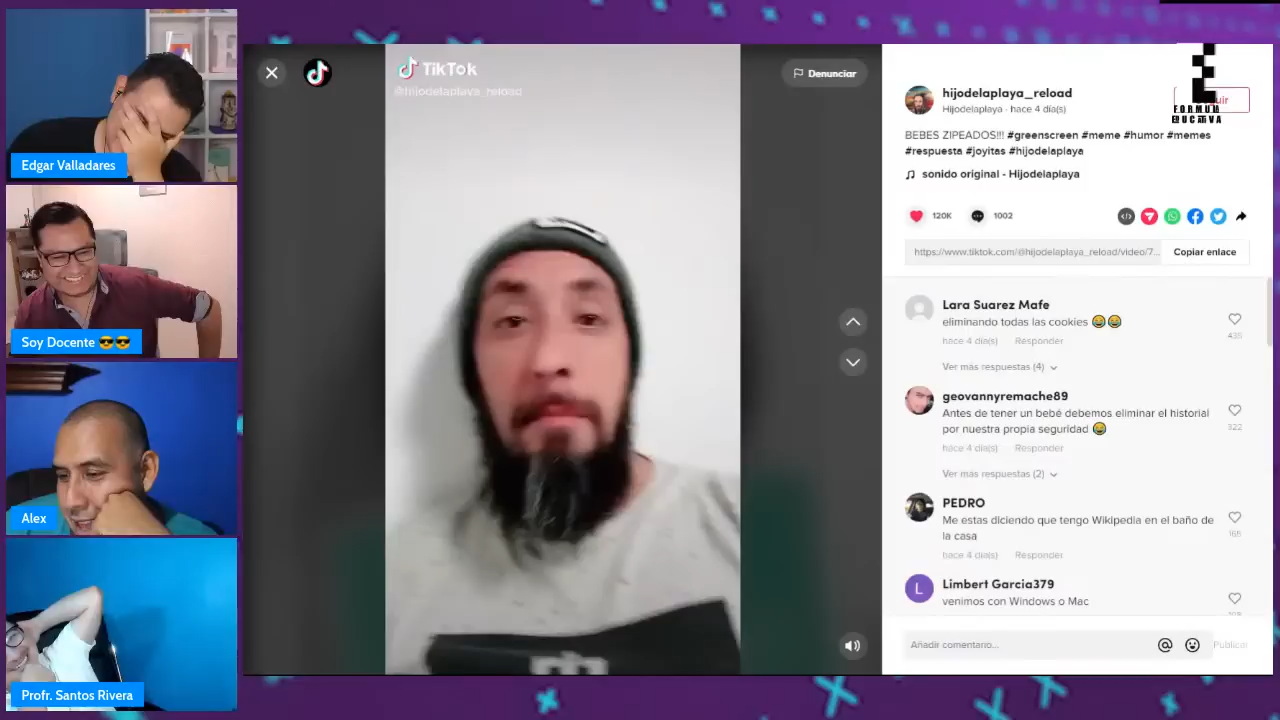 Edgar Valladares
Soy Docente 😎😎
Alex
Profr. Santos Rivera
TikTok
@hijodelaplaya_reload
Denunciar
hijodelaplaya_reload
Hijodelaplaya · hace 4 día(s)
FORMULA
EDUCATIVA
BEBES ZIPEADOS!!! #greenscreen #meme #humor #memes
#respuesta #joyitas #hijodelaplaya
sonido original - Hijodelaplaya
120K
1002
https://www.tiktok.com/@hijodelaplaya_reload/video/7...
Copiar enlace
Lara Suarez Mafe
eliminando todas las cookies 😂😂
hace 4 día(s) Responder
435
Ver más respuestas (4)
geovannyremache89
Antes de tener un bebé debemos eliminar el historial
por nuestra propia seguridad 😂
322
hace 4 día(s) Responder
Ver más respuestas (2)
PEDRO
Me estas diciendo que tengo Wikipedia en el baño de
la casa
165
hace 4 día(s) Responder
L
Limbert Garcia379
venimos con Windows o Mac
Añadir comentario...
Publicar